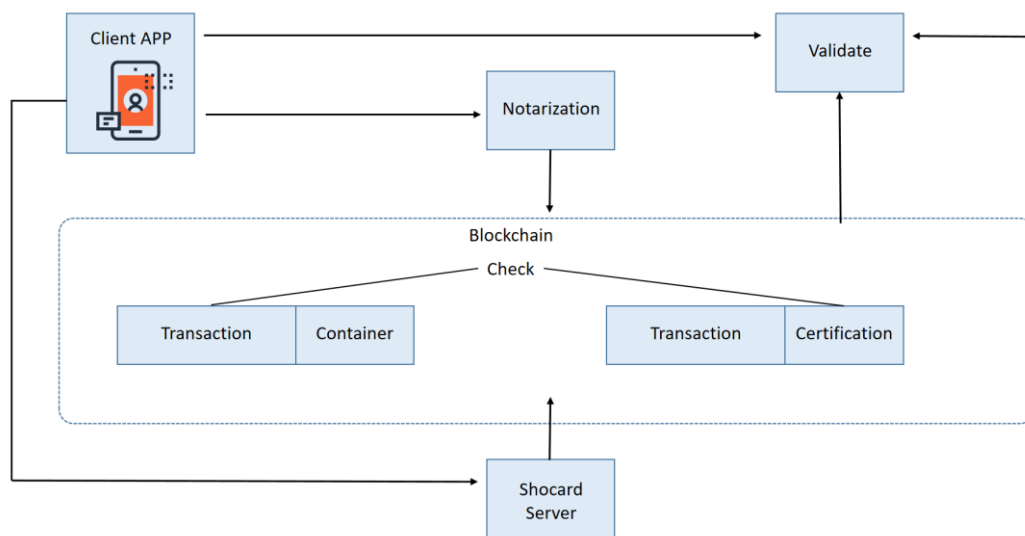 Client APP
Validate
Notarization
Blockchain
Check
Transaction
Container
Transaction
Certification
Shocard
Server